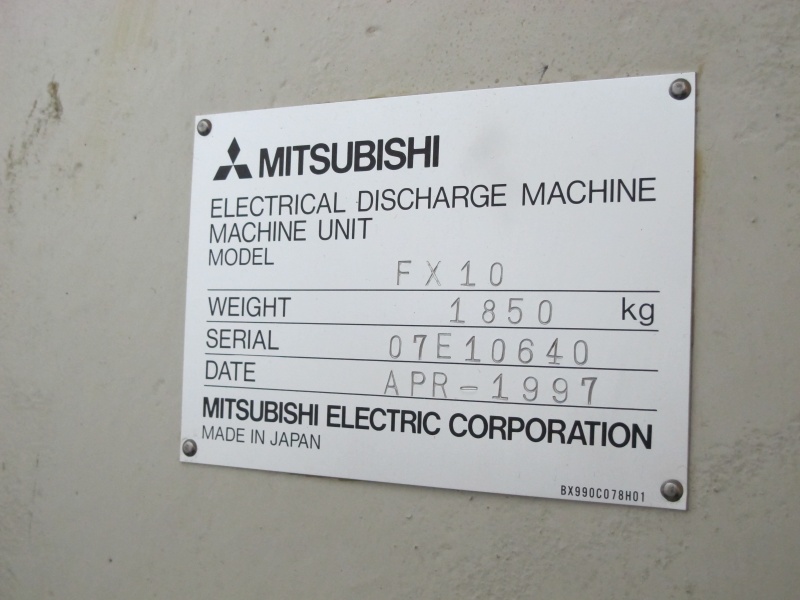 MITSUBISHI
ELECTRICAL DISCHARGE MACHINE
MACHINE UNIT
MODEL FX10
WEIGHT 1850 kg
SERIAL 07E10640
DATE APR-1997
MITSUBISHI ELECTRIC CORPORATION
MADE IN JAPAN
BX990C078H01